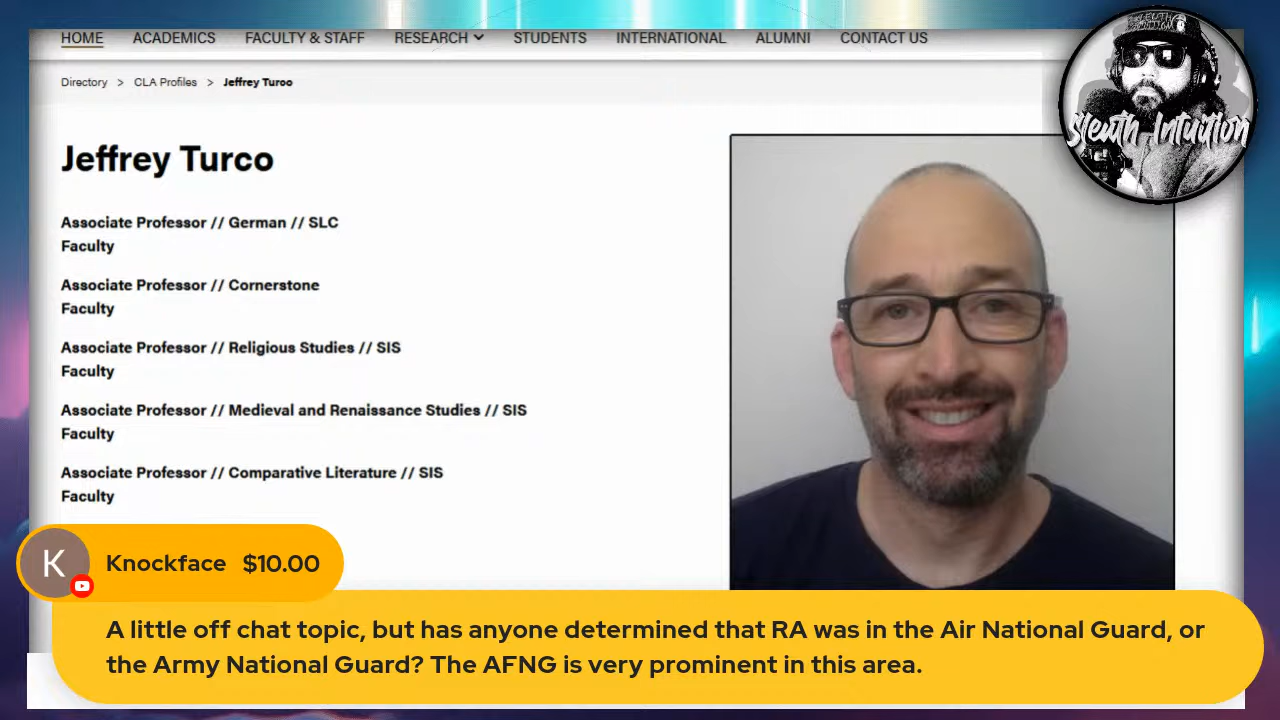 HOME ACADEMICS FACULTY & STAFF RESEARCH STUDENTS INTERNATIONAL ALUMNI CONTACT US
Directory > CLA Profiles > Jeffrey Turco
Jeffrey Turco
Associate Professor // German // SLC
Faculty
Associate Professor // Cornerstone
Faculty
Associate Professor // Religious Studies // SIS
Faculty
Associate Professor // Medieval and Renaissance Studies // SIS
Faculty
Associate Professor // Comparative Literature // SIS
Faculty
SLEUTH
NATION
Sleuth Intuition
K
Knockface $10.00
A little off chat topic, but has anyone determined that RA was in the Air National Guard, or
the Army National Guard? The AFNG is very prominent in this area.